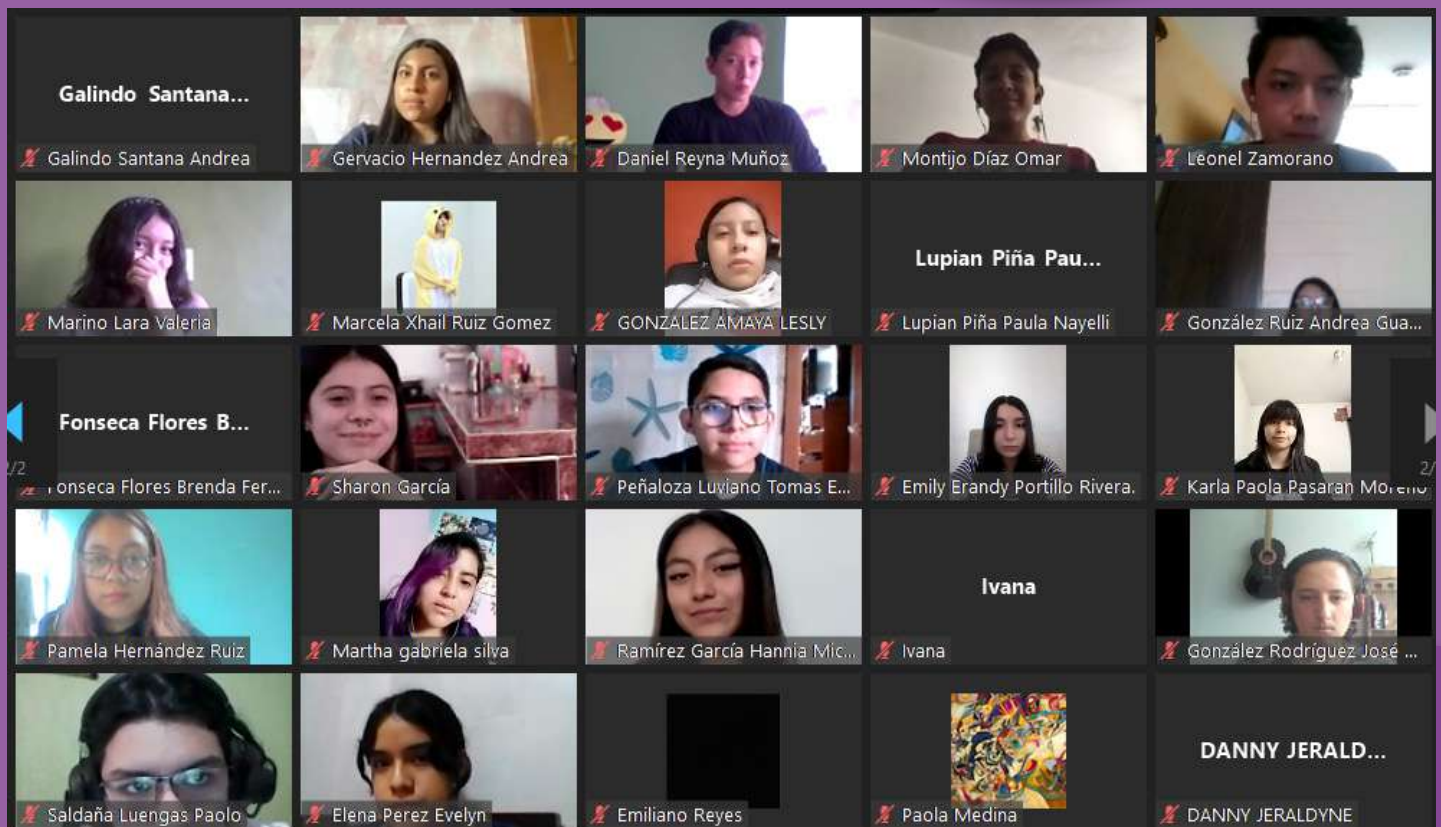 Galindo Santana...
Galindo Santana Andrea
Gervacio Hernandez Andrea
Daniel Reyna Muñoz
Montijo Díaz Omar
Leonel Zamorano
Marino Lara Valeria
Marcela Xhail Ruiz Gomez
GONZALEZ AMAYA LESLY
Lupian Piña Pau...
Lupian Piña Paula Nayelli
González Ruiz Andrea Gua...
Fonseca Flores B...
2/2
Fonseca Flores Brenda Fer...
Sharon García
Peñaloza Luviano Tomas E...
Emily Erandy Portillo Rivera.
Karla Paola Pasaran Moreno
2/
Pamela Hernández Ruiz
Martha gabriela silva
Ramírez García Hannia Mic...
Ivana
Ivana
González Rodríguez José ...
Saldaña Luengas Paolo
Elena Perez Evelyn
Emiliano Reyes
Paola Medina
DANNY JERALD...
DANNY JERALDYNE